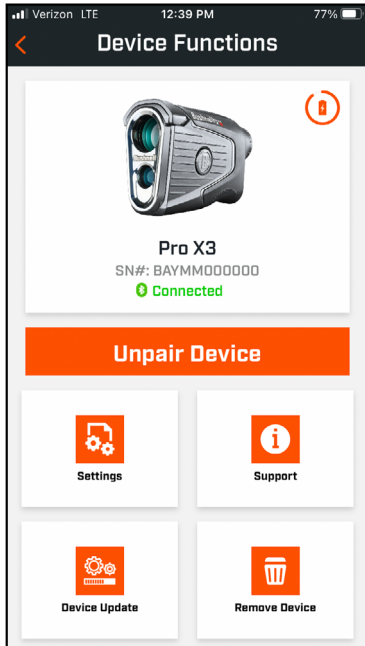 Verizon LTE 12:39 PM 77%
Device Functions
Pro X3
SN#: BAYMM000000
Connected
Unpair Device
Settings
Support
Device Update
Remove Device